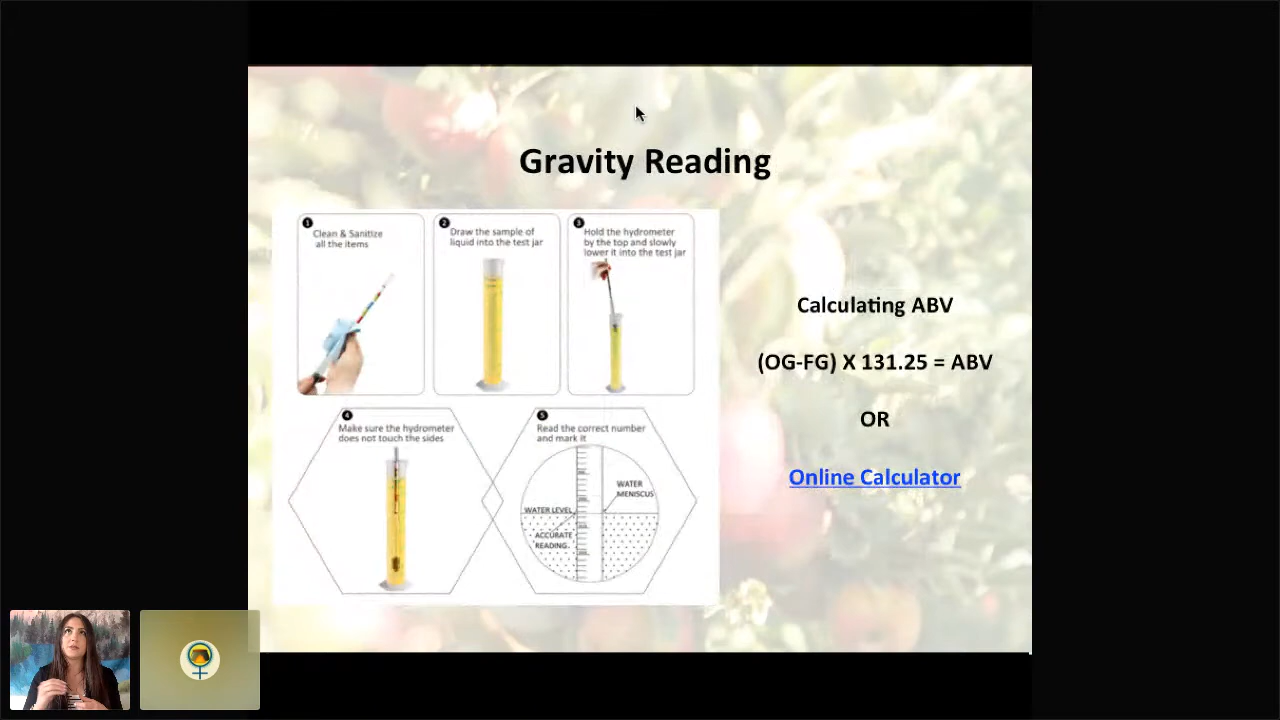 Gravity Reading
1
Clean & Sanitize
all the items
2
Draw the sample of
liquid into the test jar
3
Hold the hydrometer
by the top and slowly
lower it into the test jar
4
Make sure the hydrometer
does not touch the sides
5
Read the correct number
and mark it
WATER
MENISCUS
WATER LEVEL
ACCURATE
READING
Calculating ABV
(OG-FG) X 131.25 = ABV
OR
Online Calculator